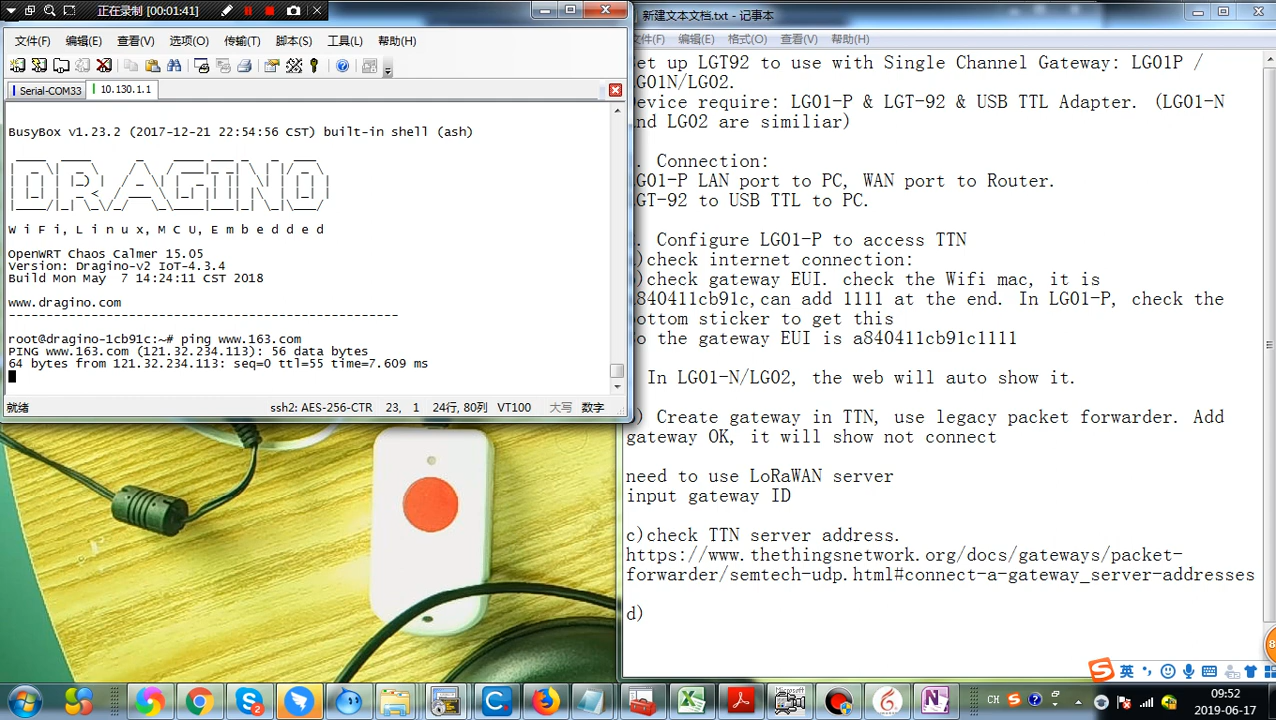 正在录制 [00:01:41]
文件(F) 编辑(E) 查看(V) 选项(O) 传输(T) 脚本(S) 工具(L) 帮助(H)
Serial-COM33 10.130.1.1
BusyBox v1.23.2 (2017-12-21 22:54:56 CST) built-in shell (ash)
DRAGINO
W i F i, L i n u x, M C U, E m b e d d e d
OpenWRT Chaos Calmer 15.05
Version: Dragino-v2 IoT-4.3.4
Build Mon May  7 14:24:11 CST 2018
www.dragino.com
----------------------------------------------------
root@dragino-1cb91c:~# ping www.163.com
PING www.163.com (121.32.234.113): 56 data bytes
64 bytes from 121.32.234.113: seq=0 ttl=55 time=7.609 ms
就绪 ssh2: AES-256-CTR 23, 1 24行, 80列 VT100 大写 数字
新建文本文档.txt - 记事本
文件(F) 编辑(E) 格式(O) 查看(V) 帮助(H)
et up LGT92 to use with Single Channel Gateway: LG01P /
G01N/LG02.
evice require: LG01-P & LGT-92 & USB TTL Adapter. (LG01-N
nd LG02 are similiar)
. Connection:
G01-P LAN port to PC, WAN port to Router.
GT-92 to USB TTL to PC.
. Configure LG01-P to access TTN
)check internet connection:
)check gateway EUI. check the Wifi mac, it is
a840411cb91c,can add 1111 at the end. In LG01-P, check the
ottom sticker to get this
o the gateway EUI is a840411cb91c1111
In LG01-N/LG02, the web will auto show it.
) Create gateway in TTN, use legacy packet forwarder. Add
gateway OK, it will show not connect
need to use LoRaWAN server
input gateway ID
c)check TTN server address.
https://www.thethingsnetwork.org/docs/gateways/packet-
forwarder/semtech-udp.html#connect-a-gateway_server-addresses
d)
英
CH
09:52
2019-06-17